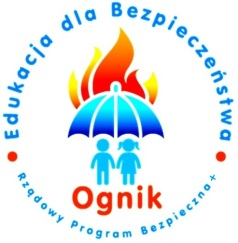 Edukacja dla Bezpieczeństwa
Ognik
Rządowy Program Bezpieczna+